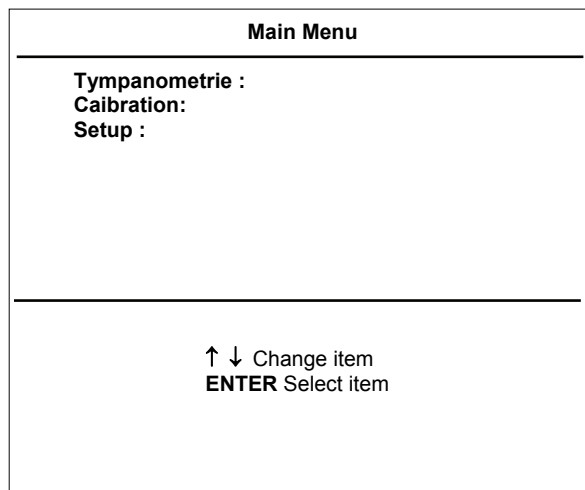 Main Menu
Tympanometrie :
Caibration:
Setup :
↑ ↓ Change item
ENTER Select item